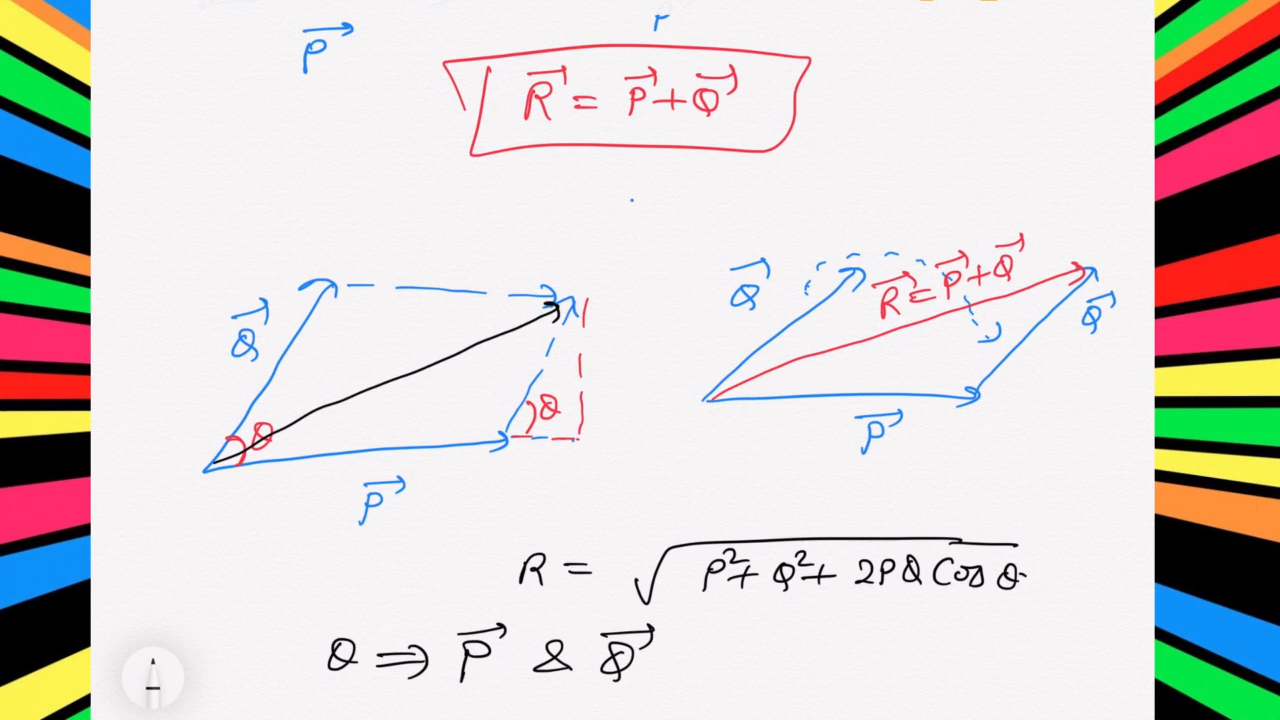 P⃗
R⃗ = P⃗ + Q⃗
Q⃗
θ
θ
P⃗
Q⃗
R⃗ = P⃗ + Q⃗
Q⃗
P⃗
R = √(P² + Q² + 2PQ Cos θ)
θ ⇒ P⃗ & Q⃗